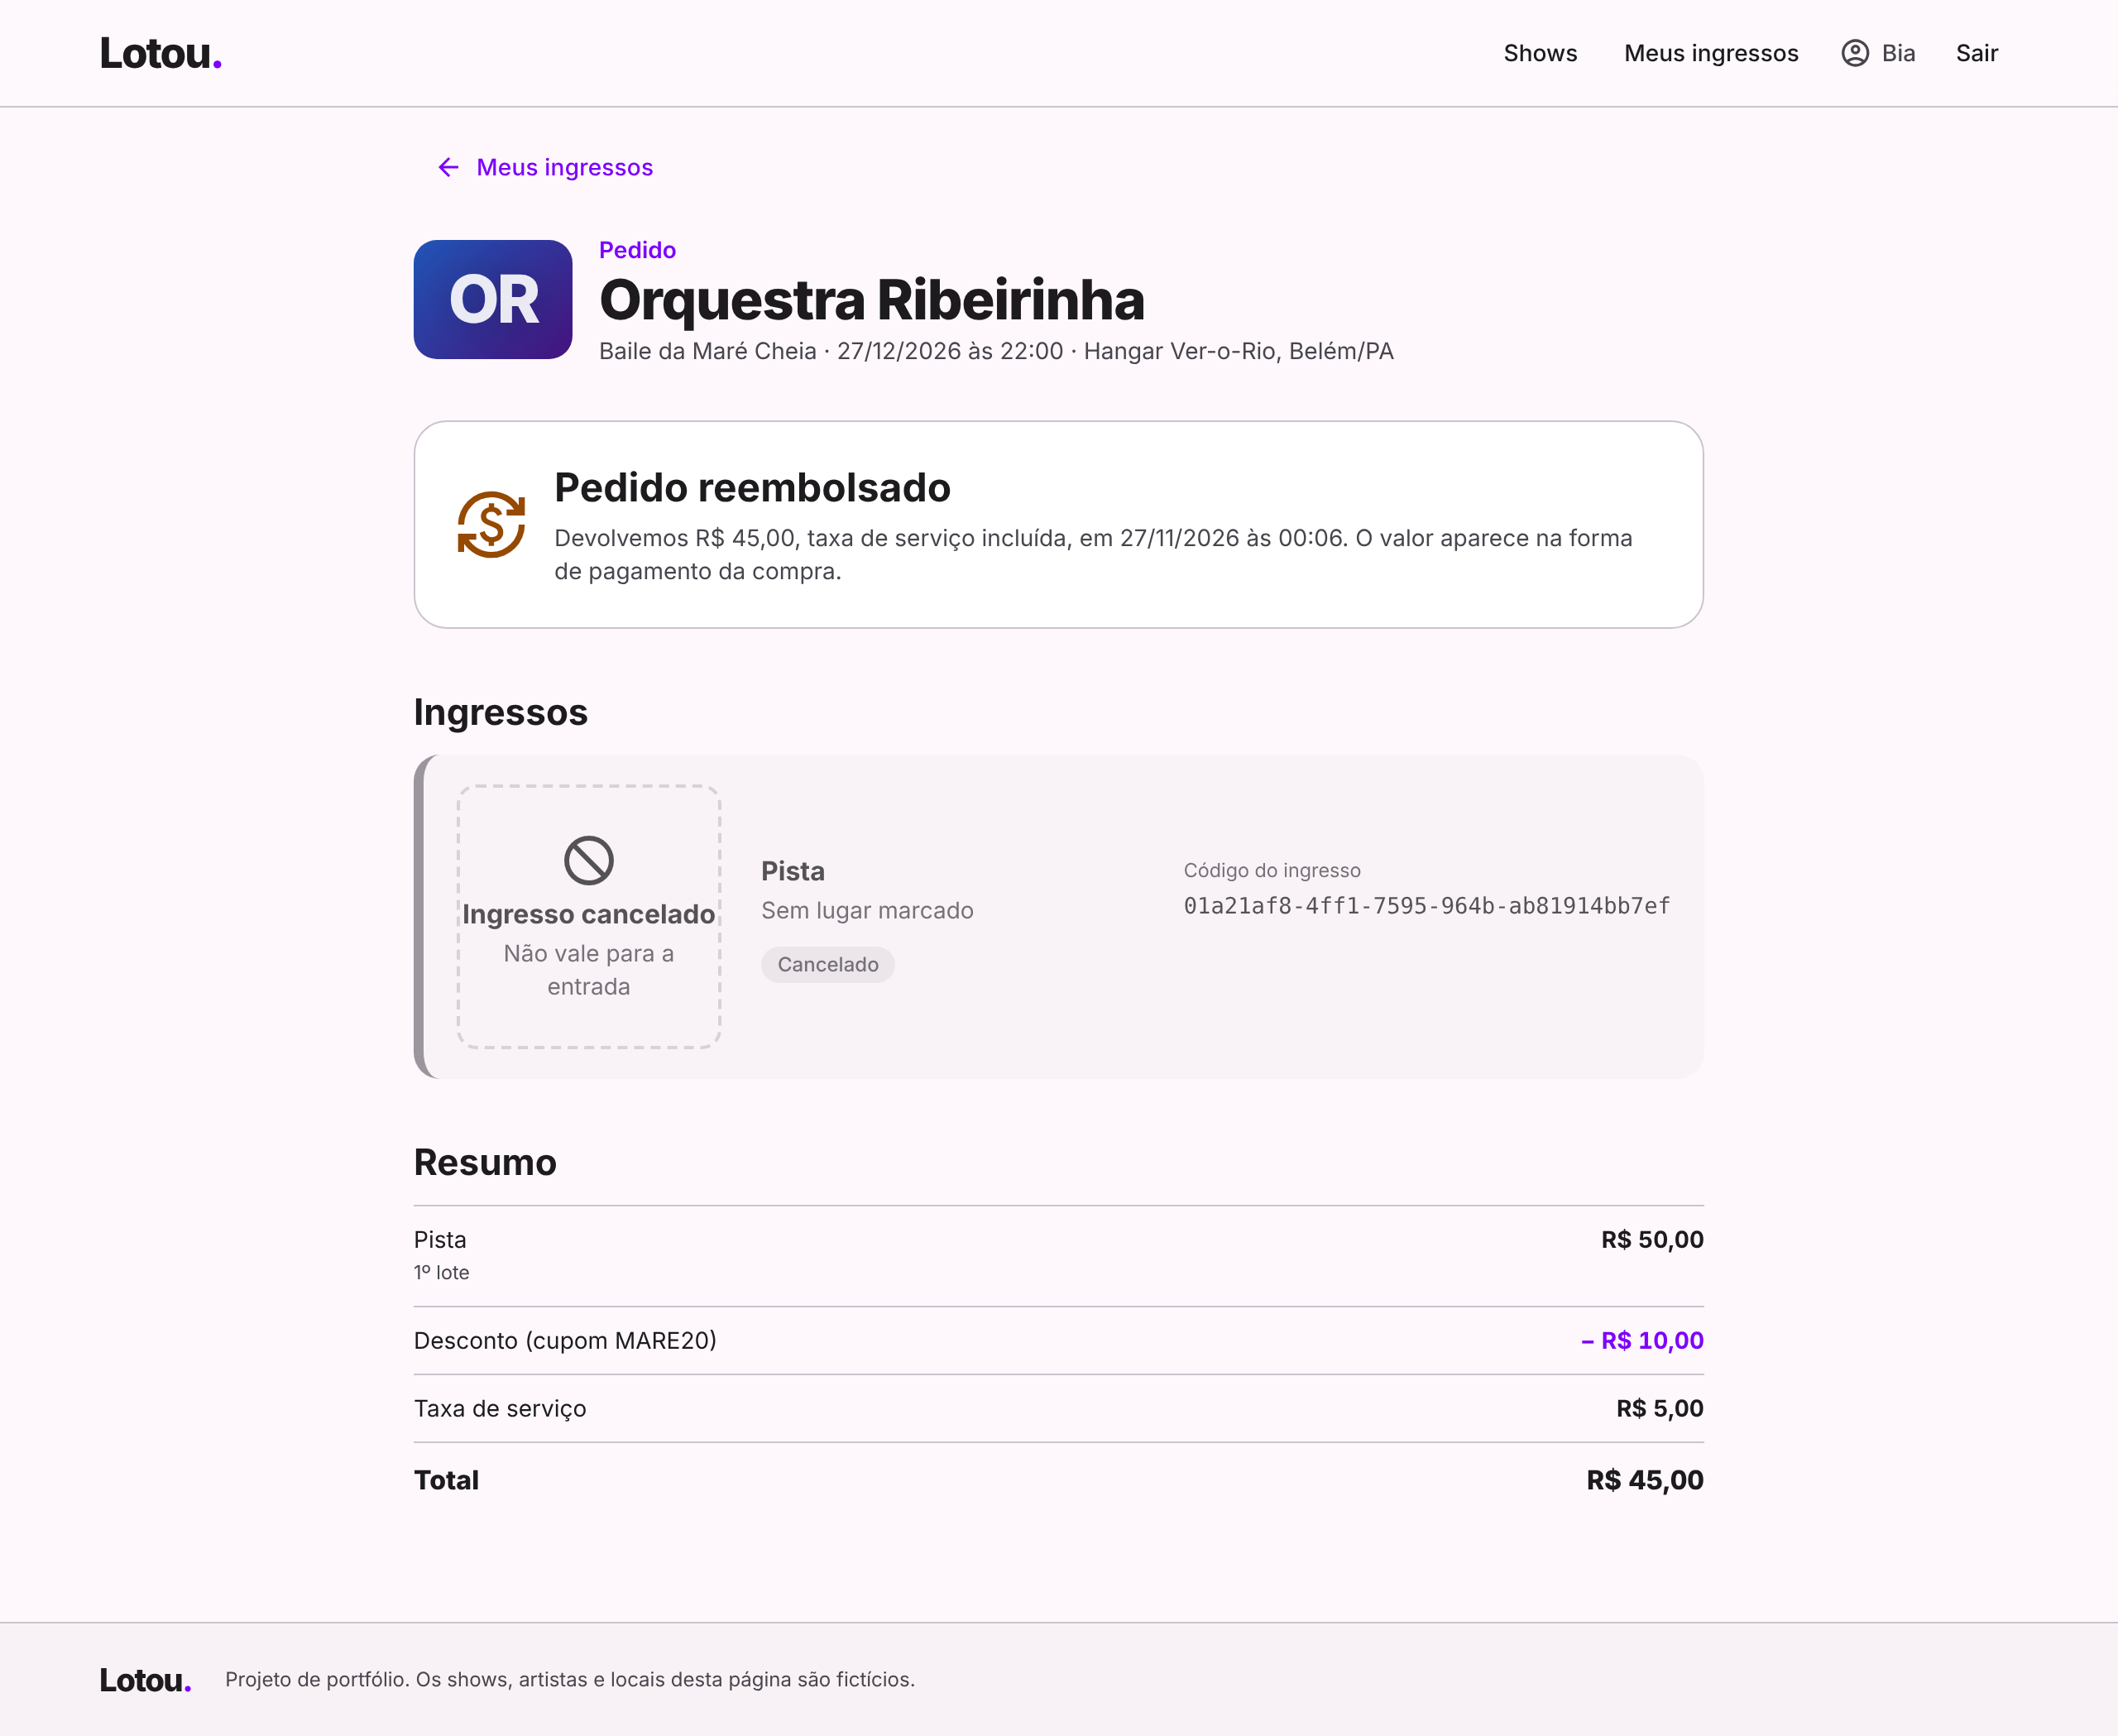 Lotou.
Shows
Meus ingressos
Bia
Sair
Meus ingressos
OR
Pedido
Orquestra Ribeirinha
Baile da Maré Cheia · 27/12/2026 às 22:00 · Hangar Ver-o-Rio, Belém/PA
Pedido reembolsado
Devolvemos R$ 45,00, taxa de serviço incluída, em 27/11/2026 às 00:06. O valor aparece na forma
de pagamento da compra.
Ingressos
Ingresso cancelado
Não vale para a
entrada
Pista
Sem lugar marcado
Cancelado
Código do ingresso
01a21af8-4ff1-7595-964b-ab81914bb7ef
Resumo
Pista R$ 50,00
1º lote
Desconto (cupom MARE20) – R$ 10,00
Taxa de serviço R$ 5,00
Total R$ 45,00
Lotou.
Projeto de portfólio. Os shows, artistas e locais desta página são fictícios.